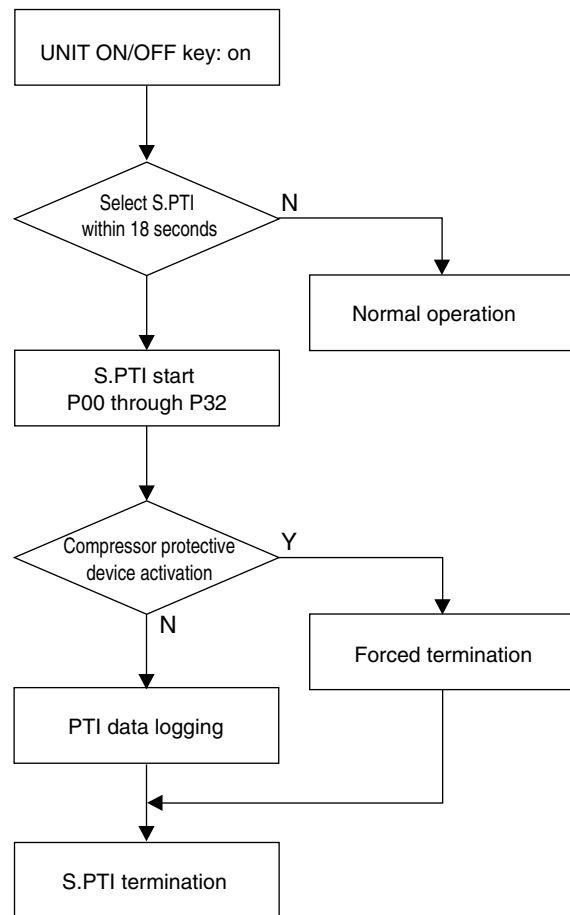 UNIT ON/OFF key: on
Select S.PTI
within 18 seconds
N
Normal operation
S.PTI start
P00 through P32
Compressor protective
device activation
Y
N
Forced termination
PTI data logging
S.PTI termination